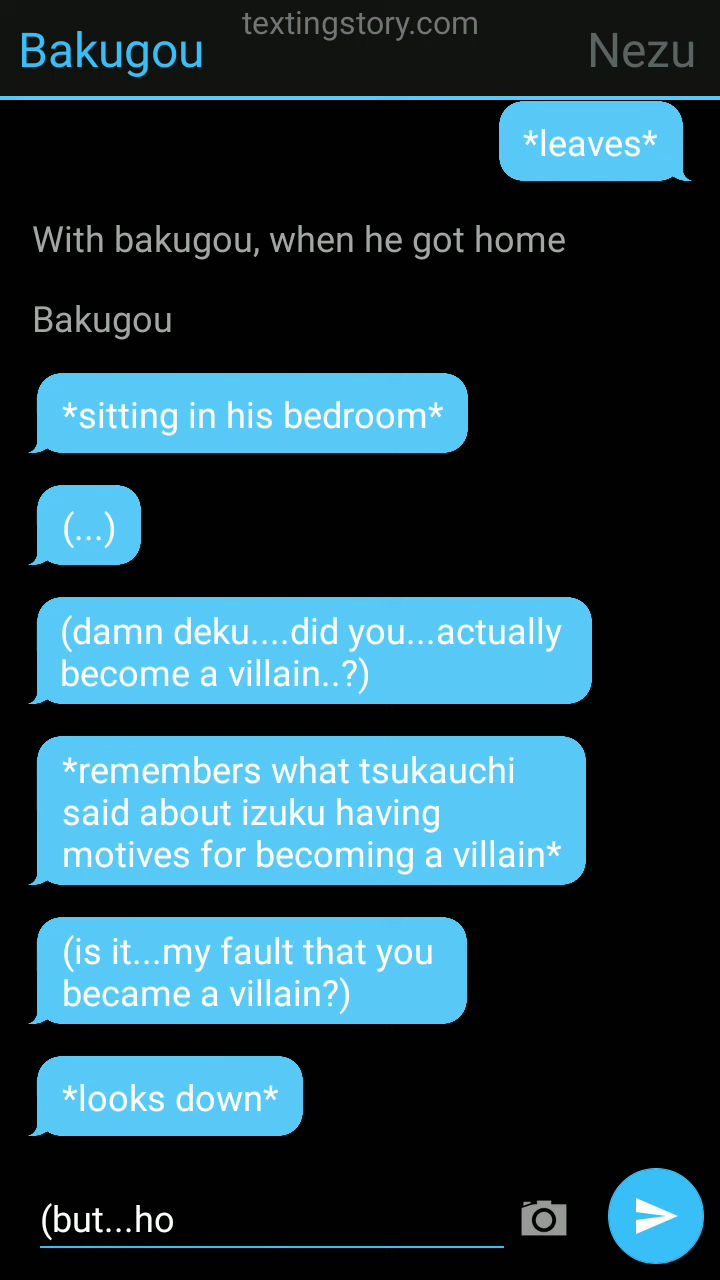 textingstory.com
Bakugou
Nezu
*leaves*
With bakugou, when he got home
Bakugou
*sitting in his bedroom*
(...)
(damn deku....did you...actually
become a villain..?)
*remembers what tsukauchi
said about izuku having
motives for becoming a villain*
(is it...my fault that you
became a villain?)
*looks down*
(but...ho